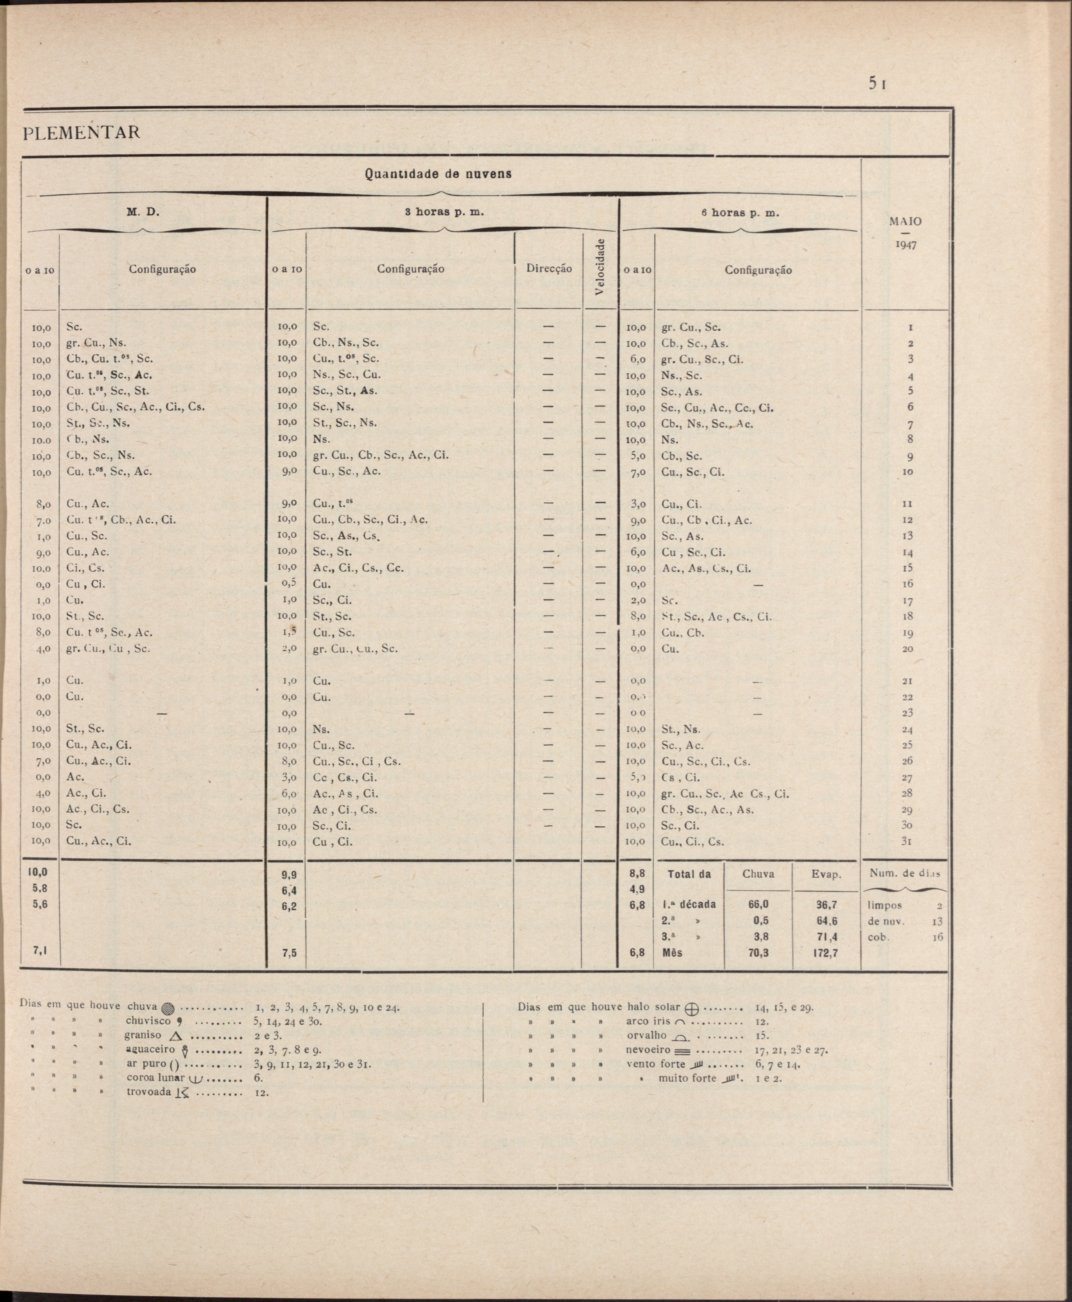 51
PLEMENTAR
Quantidade de nuvens
M. D. 3 horas p. m. 6 horas p. m. MAIO — 1947
0 a 10 Configuração 0 a 10 Configuração Direcção Velocidade 0 a 10 Configuração
10,0 Sc. 10,0 Sc. — — 10,0 gr. Cu., Sc. 1
10,0 gr. Cu., Ns. 10,0 Cb., Ns., Sc. — — 10,0 Cb., Sc., As. 2
10,0 Cb., Cu. t.os, Sc. 10,0 Cu., t.os, Sc. — — 6,0 gr. Cu., Sc., Ci. 3
10,0 Cu. t.os, Sc., Ac. 10,0 Ns., Sc., Cu. — — 10,0 Ns., Sc. 4
10,0 Cu. t.os, Sc., St. 10,0 Sc., St., As. — — 10,0 Sc., As. 5
10,0 Cb., Cu., Sc., Ac., Ci., Cs. 10,0 Sc., Ns. — — 10,0 Sc., Cu., Ac., Cc., Ci. 6
10,0 St., Sc., Ns. 10,0 St., Sc., Ns. — — 10,0 Cb., Ns., Sc., Ac. 7
10.0 Cb., Ns. 10,0 Ns. — — 10,0 Ns. 8
10,0 Cb., Sc., Ns. 10,0 gr. Cu., Cb., Sc., Ac., Ci. — — 5,0 Cb., Sc. 9
10,0 Cu. t.os, Sc., Ac. 9,0 Cu., Sc., Ac. — — 7,0 Cu., Sc., Ci. 10
8,0 Cu., Ac. 9,0 Cu., t.os — — 3,0 Cu., Ci. 11
7.0 Cu. t.os, Cb., Ac., Ci. 10,0 Cu., Cb., Sc., Ci., Ac. — — 9,0 Cu., Cb., Ci., Ac. 12
1,0 Cu., Sc. 10,0 Sc., As., Cs. — — 10,0 Sc., As. 13
9,0 Cu., Ac. 10,0 Sc., St. — — 6,0 Cu , Sc., Ci. 14
10,0 Ci., Cs. 10,0 Ac., Ci., Cs., Cc. — — 10,0 Ac., As., Cs., Ci. 15
0,0 Cu , Ci. 0,5 Cu. — — 0,0 — 16
1,0 Cu. 1,0 Sc., Ci. — — 2,0 Sc. 17
10,0 St., Sc. 10,0 St., Sc. — — 8,0 St., Sc., Ac , Cs., Ci. 18
8,0 Cu. t os, Sc., Ac. 1,5 Cu., Sc. — — 1,0 Cu., Cb. 19
4,0 gr. Cu., Cu , Sc. 2,0 gr. Cu., Cu., Sc. — — 0,0 Cu. 20
1,0 Cu. 1,0 Cu. — — 0,0 — 21
0,0 Cu. 0,0 Cu. — — 0,0 — 22
0,0 — 0,0 — — — 0 0 — 23
10,0 St., Sc. 10,0 Ns. — — 10,0 St., Ns. 24
10,0 Cu., Ac., Ci. 10,0 Cu., Sc. — — 10,0 Sc., Ac. 25
7,0 Cu., Ac., Ci. 8,0 Cu., Sc., Ci , Cs. — — 10,0 Cu., Sc., Ci., Cs. 26
0,0 Ac. 3,0 Cc , Cs., Ci. — — 5,0 Cs , Ci. 27
4,0 Ac., Ci. 6,0 Ac., As , Ci. — — 10,0 gr. Cu., Sc., Ac Cs., Ci. 28
10,0 Ac., Ci., Cs. 10,0 Ac , Ci., Cs. — — 10,0 Cb., Sc., Ac., As. 29
10,0 Sc. 10,0 Sc., Ci. — — 10,0 Sc., Ci. 30
10,0 Cu., Ac., Ci. 10,0 Cu , Ci. 10,0 Cu., Ci., Cs. 31
10,0 9,9 8,8 Total da Chuva Evap. Num. de dias
5,8 6,4 4,9
5,6 6,2 6,8 1.ª década 66,0 36,7 limpos 2
2.ª » 0,5 64,6 de nuv. 13
3.ª » 3,8 71,4 cob. 16
7,1 7,5 6,8 Mês 70,3 172,7
Dias em que houve chuva ........... 1, 2, 3, 4, 5, 7, 8, 9, 10 e 24.
» » » » chuvisco ......... 5, 14, 24 e 30.
» » » » graniso .......... 2 e 3.
» » » » aguaceiro ......... 2, 3, 7. 8 e 9.
» » » » ar puro () .......... 3, 9, 11, 12, 21, 30 e 31.
» » » » coroa lunar ....... 6.
» » » » trovoada ......... 12.
Dias em que houve halo solar ....... 14, 15, e 29.
» » » » arco íris .......... 12.
» » » » orvalho ........ 15.
» » » » nevoeiro ......... 17, 21, 23 e 27.
» » » » vento forte ....... 6, 7 e 14.
» » » » » muito forte . 1 e 2.